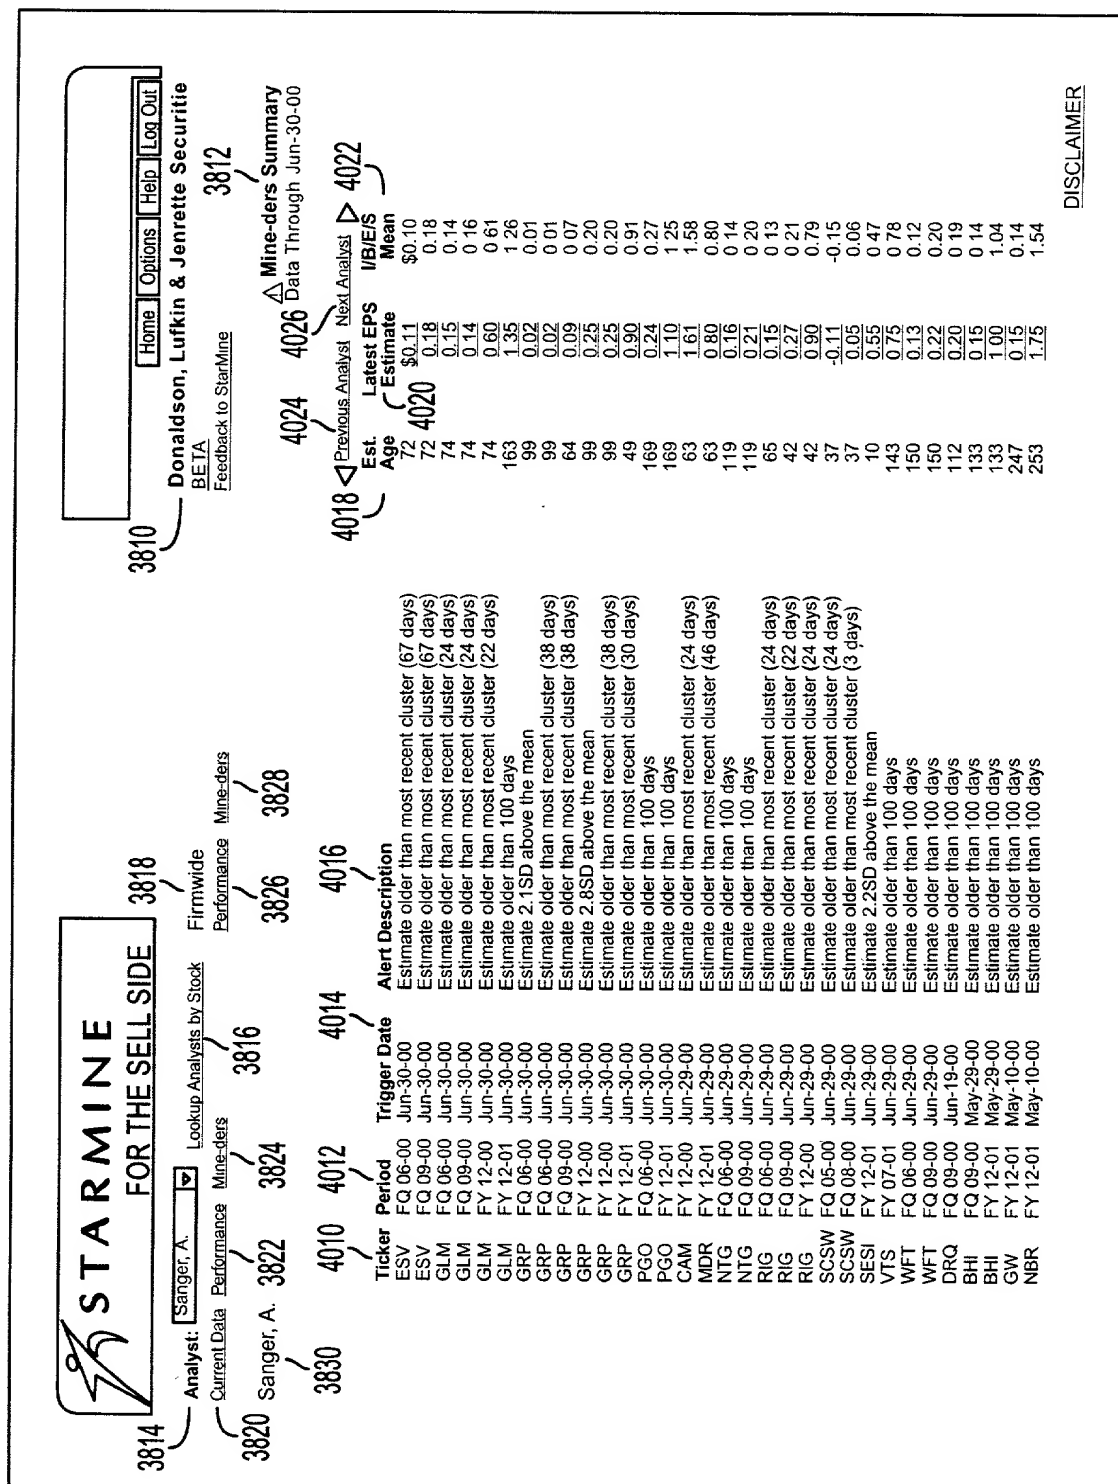 STARMINE
FOR THE SELL SIDE
Home Options Help Log Out
3814 Analyst: Sanger, A. Lookup Analysts by Stock 3816
3818 Firmwide
3810 Donaldson, Lufkin & Jenrette Securitie
BETA
Feedback to StarMine
Current Data Performance Mine-ders Performance Mine-ders
3820 3822 3824 3826 3828
3812
Sanger, A.
3830
Mine-ders Summary
Data Through Jun-30-00
4024 4026
4018 Previous Analyst Next Analyst 4022
4010 4012 4014 4016 4020
Ticker Period Trigger Date Alert Description Est. Age Latest EPS Estimate I/B/E/S Mean
ESV FQ 06-00 Jun-30-00 Estimate older than most recent cluster (67 days) 72 $0.11 $0.10
ESV FQ 09-00 Jun-30-00 Estimate older than most recent cluster (67 days) 72 0.18 0.18
GLM FQ 06-00 Jun-30-00 Estimate older than most recent cluster (24 days) 74 0.15 0.14
GLM FQ 09-00 Jun-30-00 Estimate older than most recent cluster (24 days) 74 0.14 0 16
GLM FY 12-00 Jun-30-00 Estimate older than most recent cluster (22 days) 74 0 60 0 61
GLM FY 12-01 Jun-30-00 Estimate older than 100 days 163 1.35 1 26
GRP FQ 06-00 Jun-30-00 Estimate 2.1SD above the mean 99 0.02 0.01
GRP FQ 06-00 Jun-30-00 Estimate older than most recent cluster (38 days) 99 0.02 0 01
GRP FQ 09-00 Jun-30-00 Estimate older than most recent cluster (38 days) 64 0.09 0 07
GRP FY 12-00 Jun-30-00 Estimate 2.8SD above the mean 99 0.25 0.20
GRP FY 12-00 Jun-30-00 Estimate older than most recent cluster (38 days) 99 0.25 0.20
GRP FY 12-01 Jun-30-00 Estimate older than most recent cluster (30 days) 49 0.90 0.91
PGO FQ 06-00 Jun-30-00 Estimate older than 100 days 169 0.24 0.27
PGO FY 12-01 Jun-30-00 Estimate older than 100 days 169 1.10 1 25
CAM FY 12-00 Jun-29-00 Estimate older than most recent cluster (24 days) 63 1 61 1.58
MDR FY 12-01 Jun-29-00 Estimate older than most recent cluster (46 days) 63 0 80 0.80
NTG FQ 06-00 Jun-29-00 Estimate older than 100 days 119 0.16 0 14
NTG FQ 09-00 Jun-29-00 Estimate older than 100 days 119 0.21 0 20
RIG FQ 06-00 Jun-29-00 Estimate older than most recent cluster (24 days) 65 0.15 0 13
RIG FQ 09-00 Jun-29-00 Estimate older than most recent cluster (22 days) 42 0.27 0 21
RIG FY 12-00 Jun-29-00 Estimate older than most recent cluster (24 days) 42 0 90 0.79
SCSW FQ 05-00 Jun-29-00 Estimate older than most recent cluster (24 days) 37 -0.11 -0.15
SCSW FQ 08-00 Jun-29-00 Estimate older than most recent cluster (3 days) 37 0.05 0.06
SESI FY 12-01 Jun-29-00 Estimate 2.2SD above the mean 10 0.55 0 47
VTS FY 07-01 Jun-29-00 Estimate older than 100 days 143 0 75 0 78
WFT FQ 06-00 Jun-29-00 Estimate older than 100 days 150 0.13 0.12
WFT FQ 09-00 Jun-29-00 Estimate older than 100 days 150 0.22 0.20
DRQ FQ 09-00 Jun-19-00 Estimate older than 100 days 112 0.20 0 19
BHI FQ 09-00 May-29-00 Estimate older than 100 days 133 0 15 0 14
BHI FY 12-01 May-29-00 Estimate older than 100 days 133 1 00 1.04
GW FY 12-01 May-10-00 Estimate older than 100 days 247 0.15 0.14
NBR FY 12-01 May-10-00 Estimate older than 100 days 253 1.75 1.54
DISCLAIMER